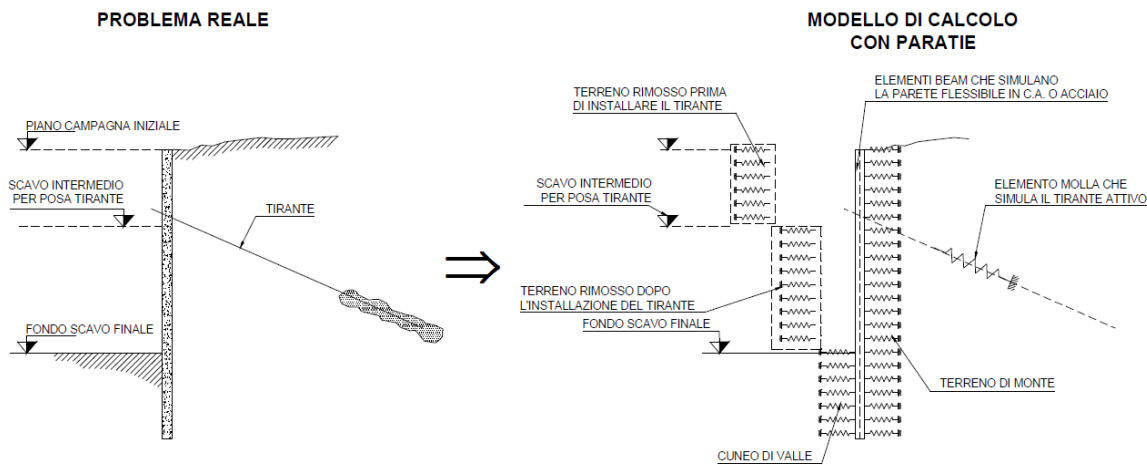 PROBLEMA REALE
PIANO CAMPAGNA INIZIALE
SCAVO INTERMEDIO
PER POSA TIRANTE
TIRANTE
FONDO SCAVO FINALE
MODELLO DI CALCOLO
CON PARATIE
TERRENO RIMOSSO PRIMA
DI INSTALLARE IL TIRANTE
ELEMENTI BEAM CHE SIMULANO
LA PARETE FLESSIBILE IN C.A. O ACCIAIO
SCAVO INTERMEDIO
PER POSA TIRANTE
ELEMENTO MOLLA CHE
SIMULA IL TIRANTE ATTIVO
TERRENO RIMOSSO DOPO
L'INSTALLAZIONE DEL TIRANTE
FONDO SCAVO FINALE
TERRENO DI MONTE
CUNEO DI VALLE